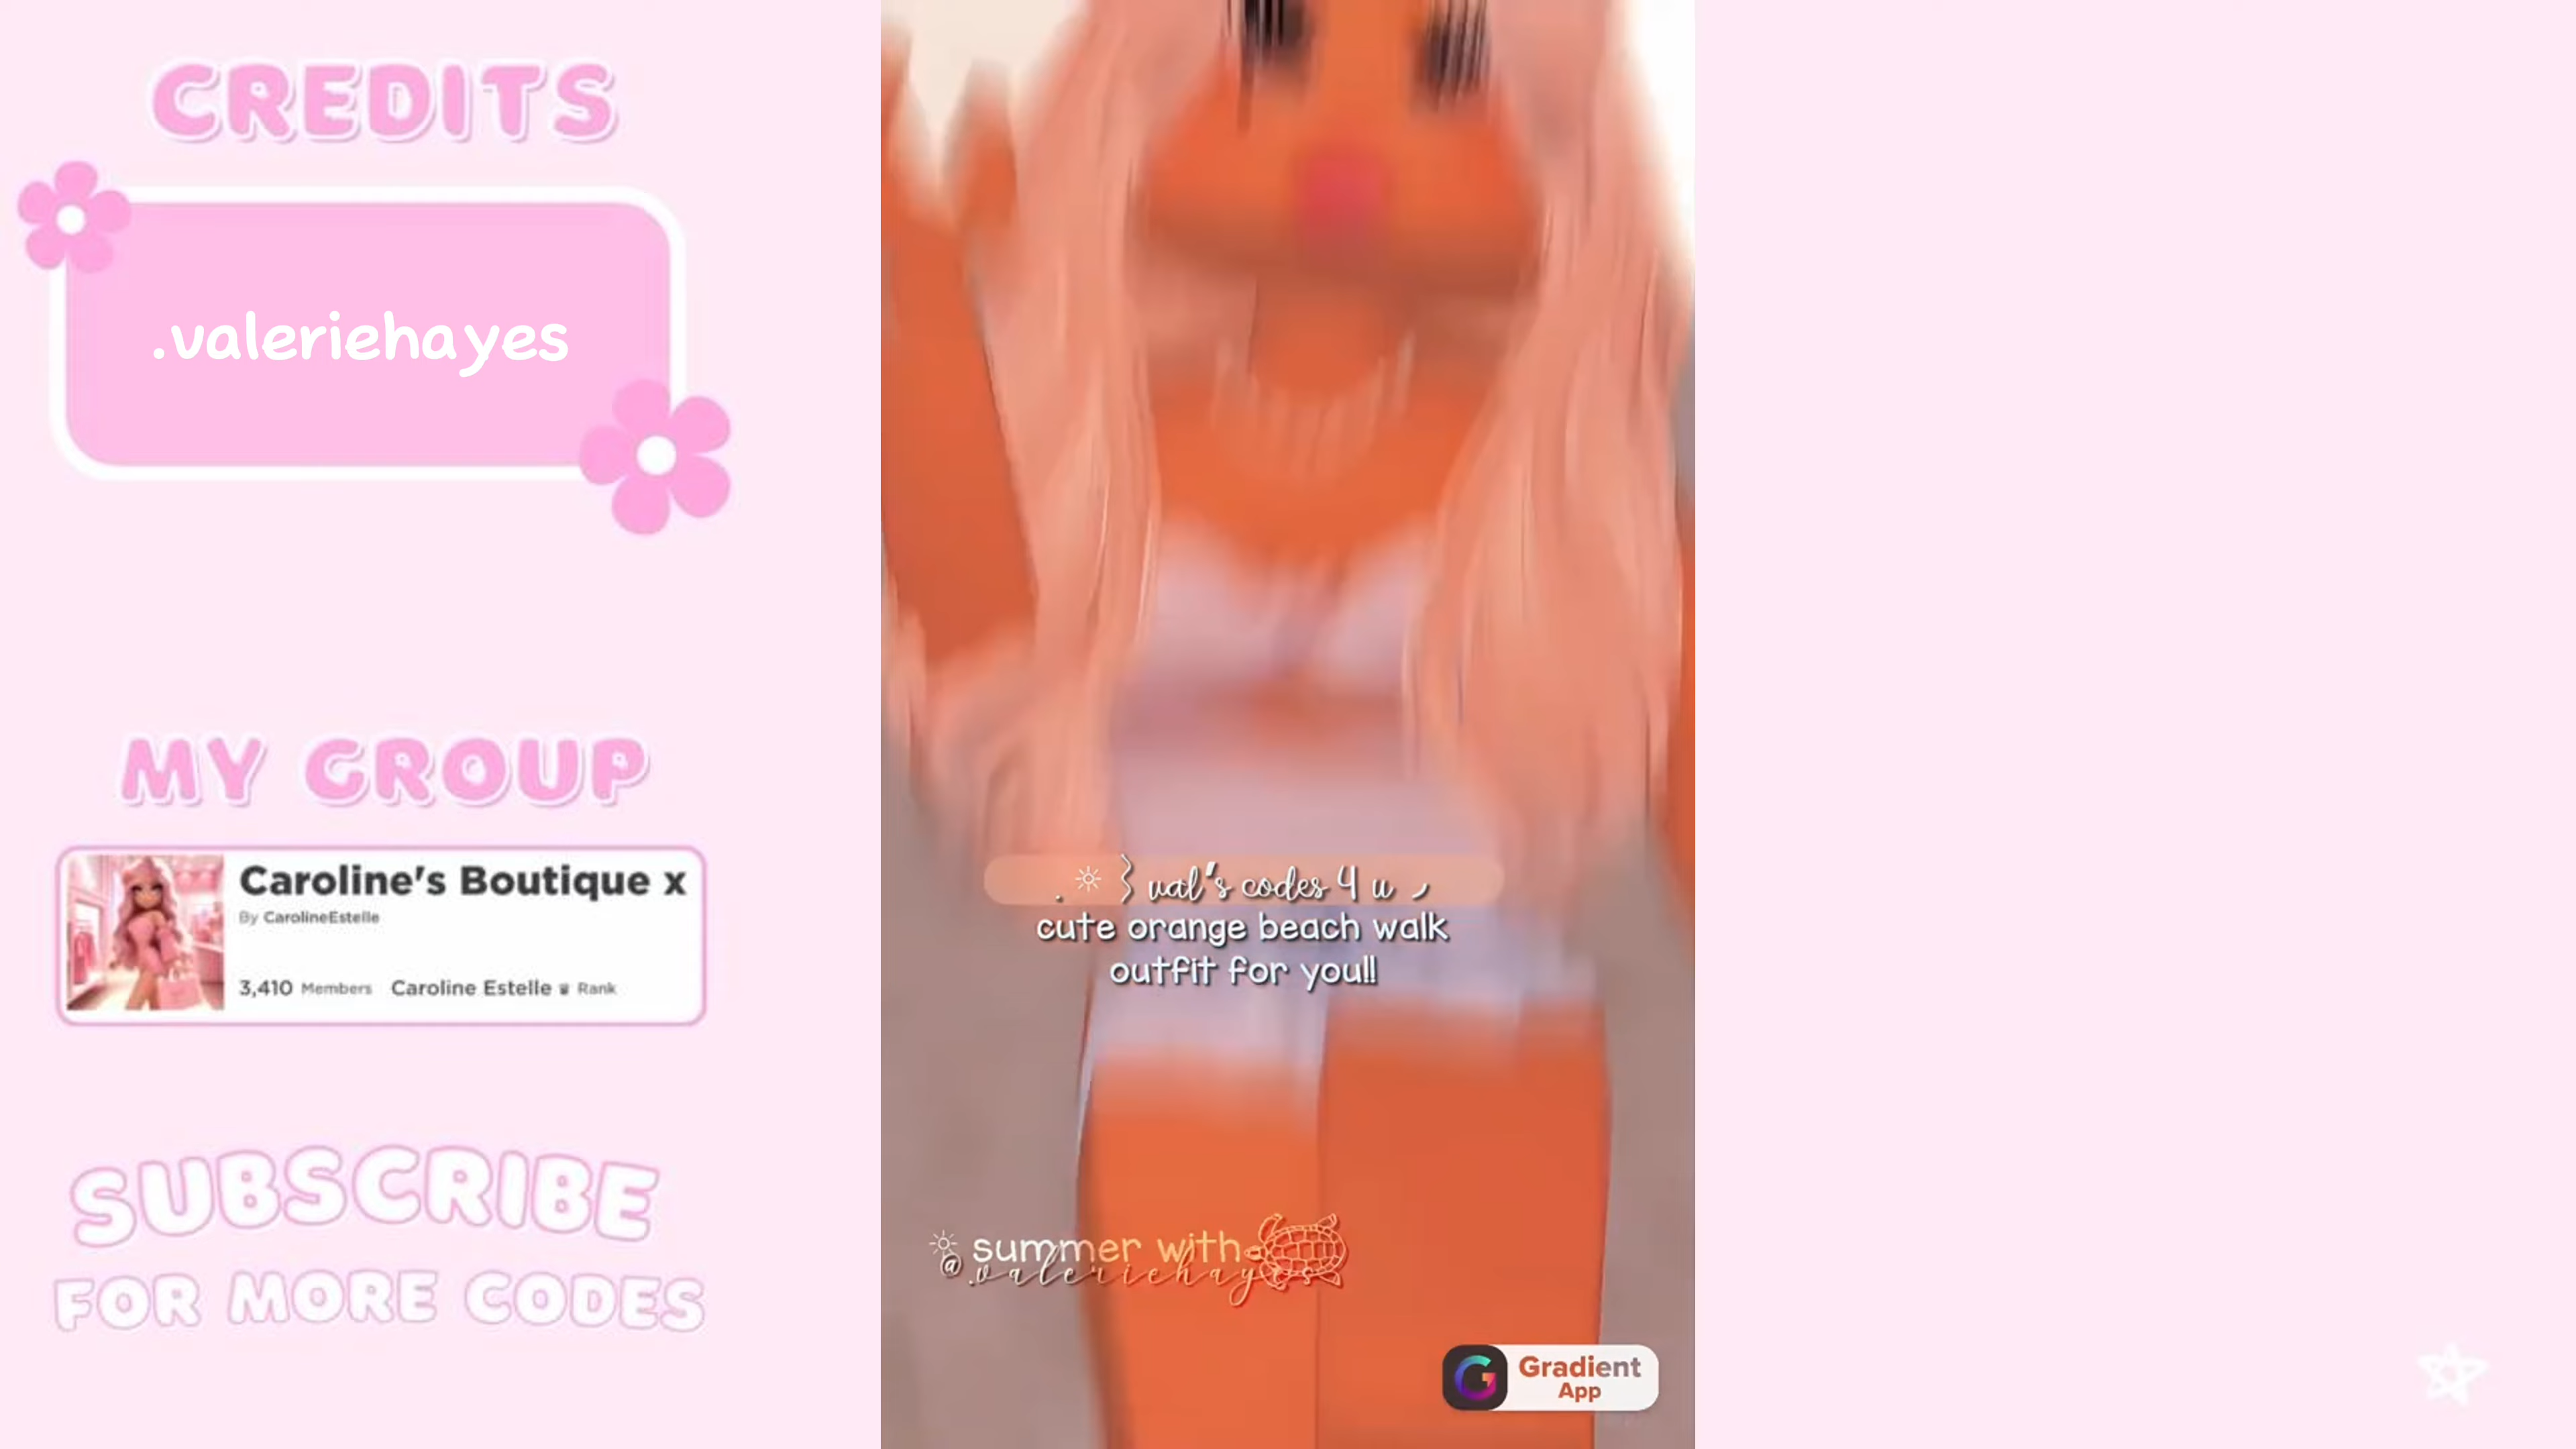 CREDITS
.valeriehayes
MY GROUP
Caroline's Boutique x
By CarolineEstelle
3,410 Members Caroline Estelle Rank
SUBSCRIBE
FOR MORE CODES
val's codes 4 u
cute orange beach walk
outfit for you!!
summer with
@.valeriehayes
Gradient
App